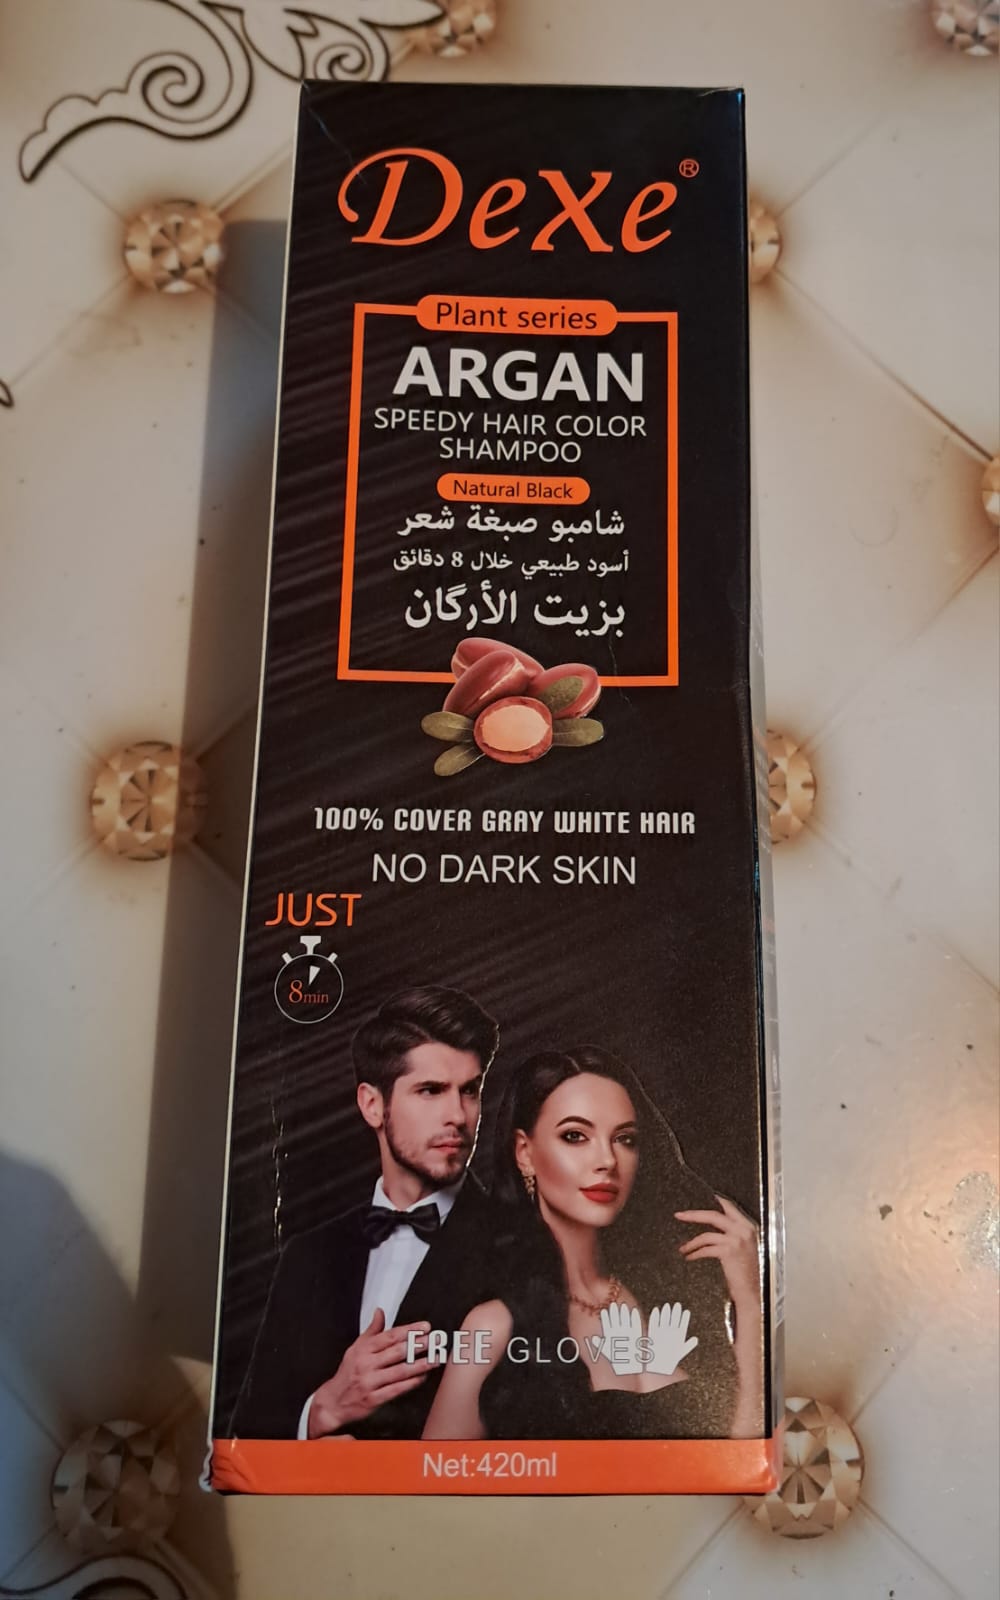 Dexe®
Plant series
ARGAN
SPEEDY HAIR COLOR
SHAMPOO
Natural Black
شامبو صبغة شعر
أسود طبيعي خلال 8 دقائق
بزيت الأرگان
100% COVER GRAY WHITE HAIR
NO DARK SKIN
JUST
8min
FREE GLOVES
Net:420ml